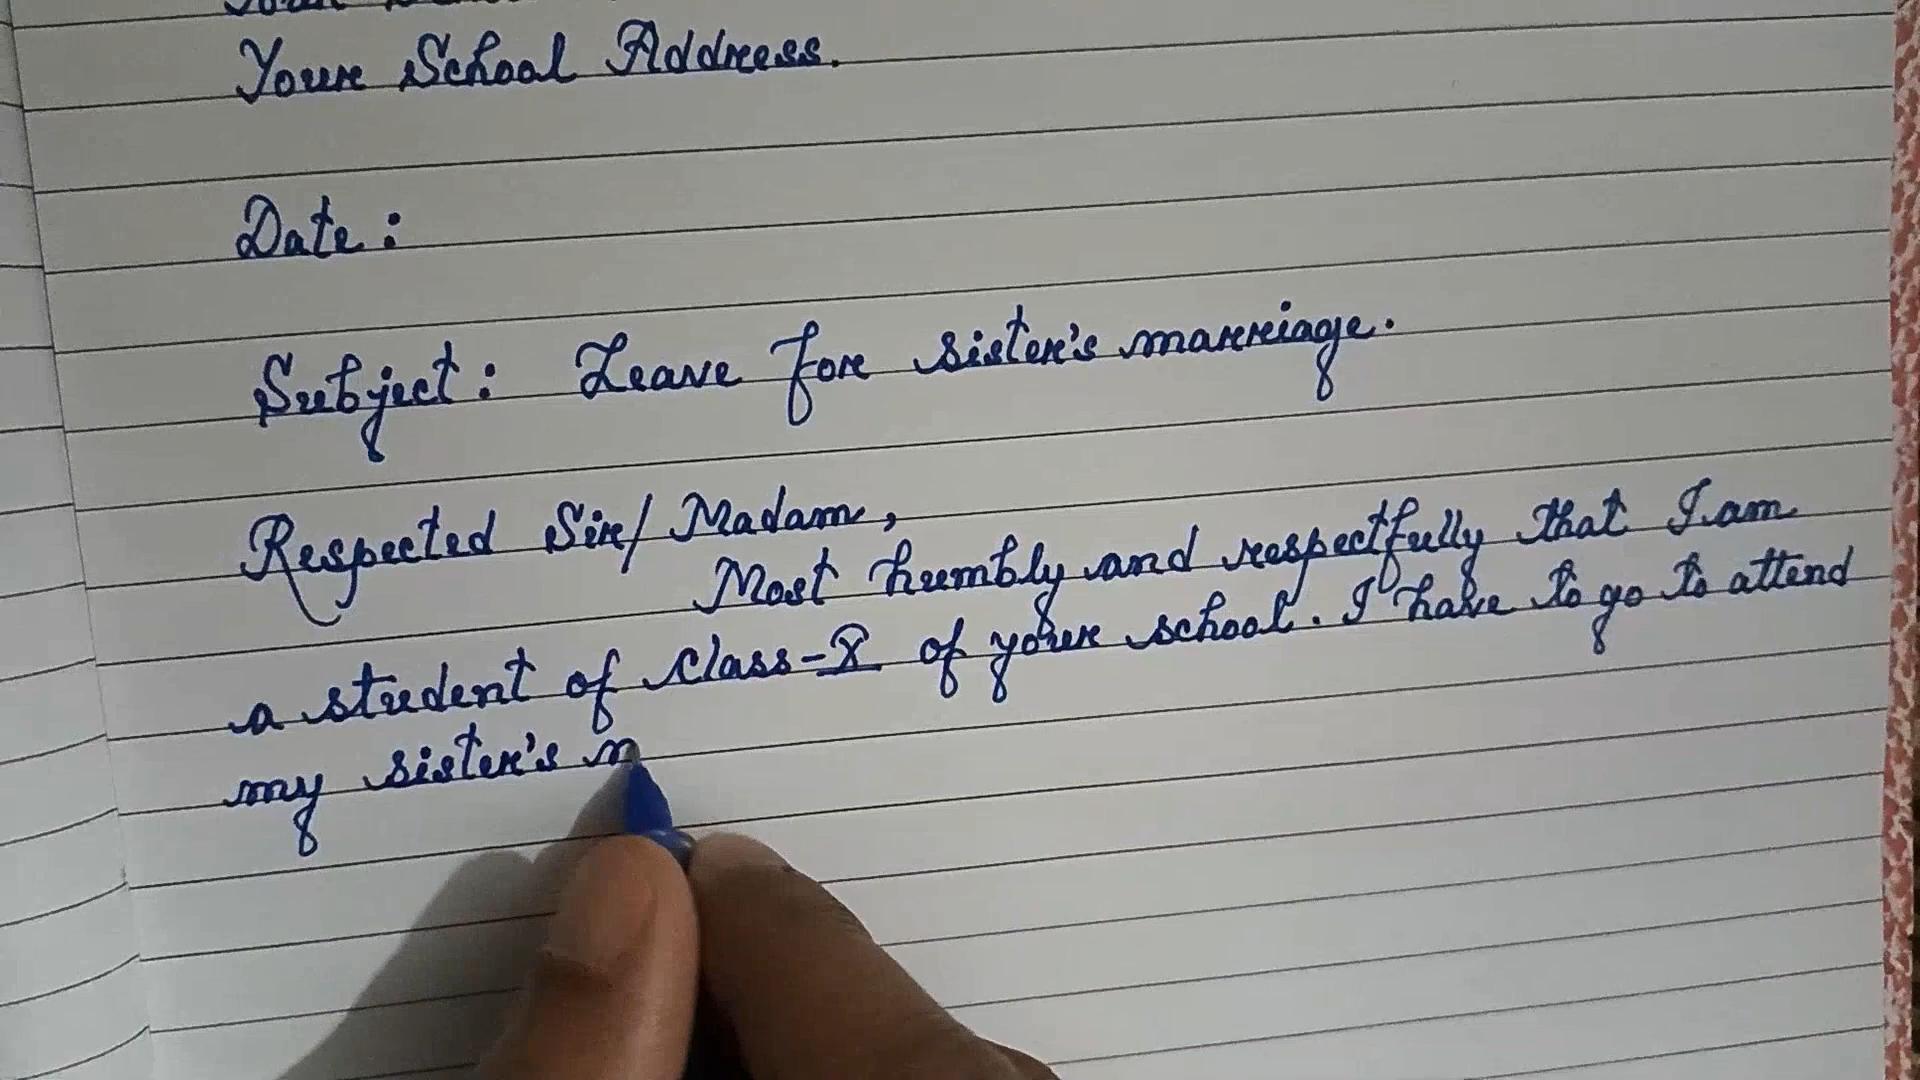 Your School Address.
Date:
Subject: Leave for sister's marriage.
Respected Sir/Madam,
Most humbly and respectfully that I am
a student of class-X of your school. I have to go to attend
my sister's m